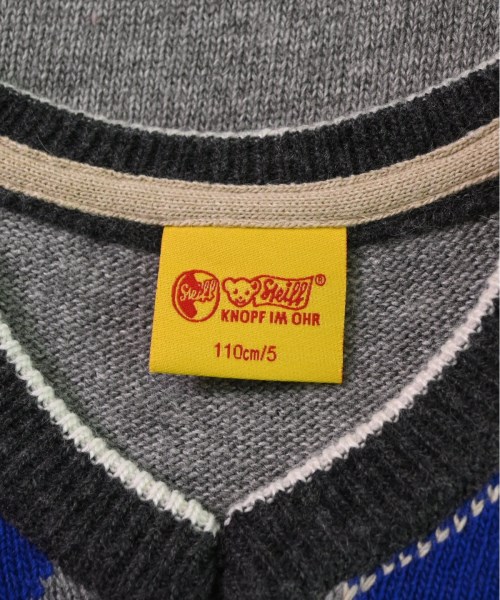 Steiff Steiff®
KNOPF IM OHR
110cm/5